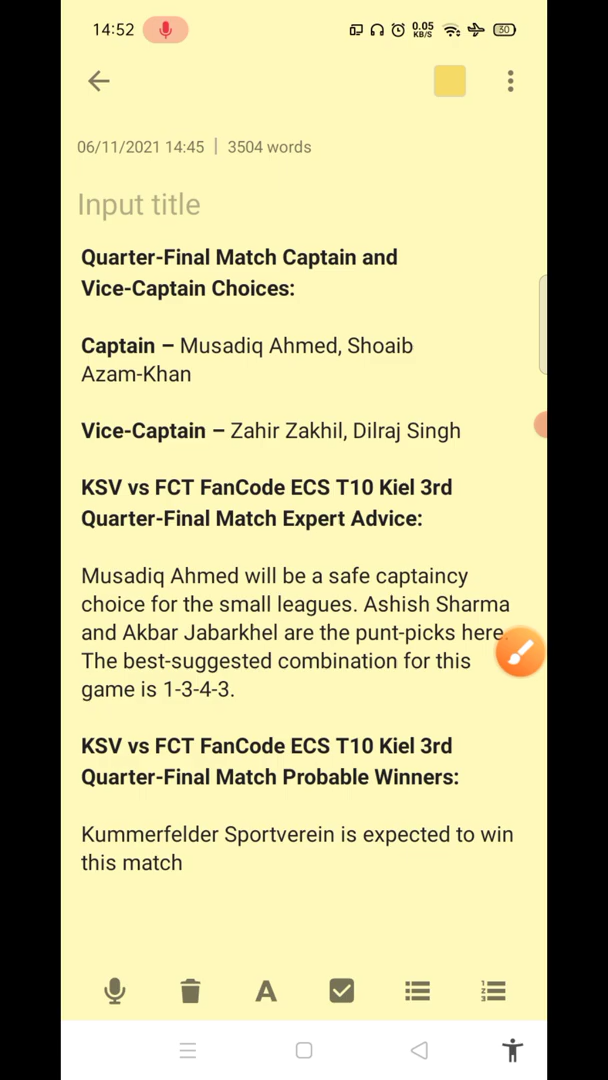 14:52
0.05
KB/S
30
06/11/2021 14:45 | 3504 words
Input title
Quarter-Final Match Captain and
Vice-Captain Choices:
Captain – Musadiq Ahmed, Shoaib
Azam-Khan
Vice-Captain – Zahir Zakhil, Dilraj Singh
KSV vs FCT FanCode ECS T10 Kiel 3rd
Quarter-Final Match Expert Advice:
Musadiq Ahmed will be a safe captaincy
choice for the small leagues. Ashish Sharma
and Akbar Jabarkhel are the punt-picks here.
The best-suggested combination for this
game is 1-3-4-3.
KSV vs FCT FanCode ECS T10 Kiel 3rd
Quarter-Final Match Probable Winners:
Kummerfelder Sportverein is expected to win
this match
A
1
2
3